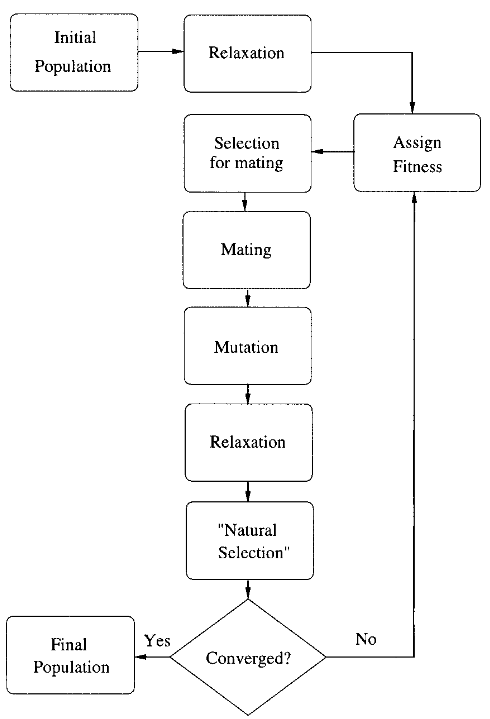 Initial
Population
Relaxation
Assign
Fitness
Selection
for mating
Mating
Mutation
Relaxation
"Natural
Selection"
Converged?
Yes
No
Final
Population